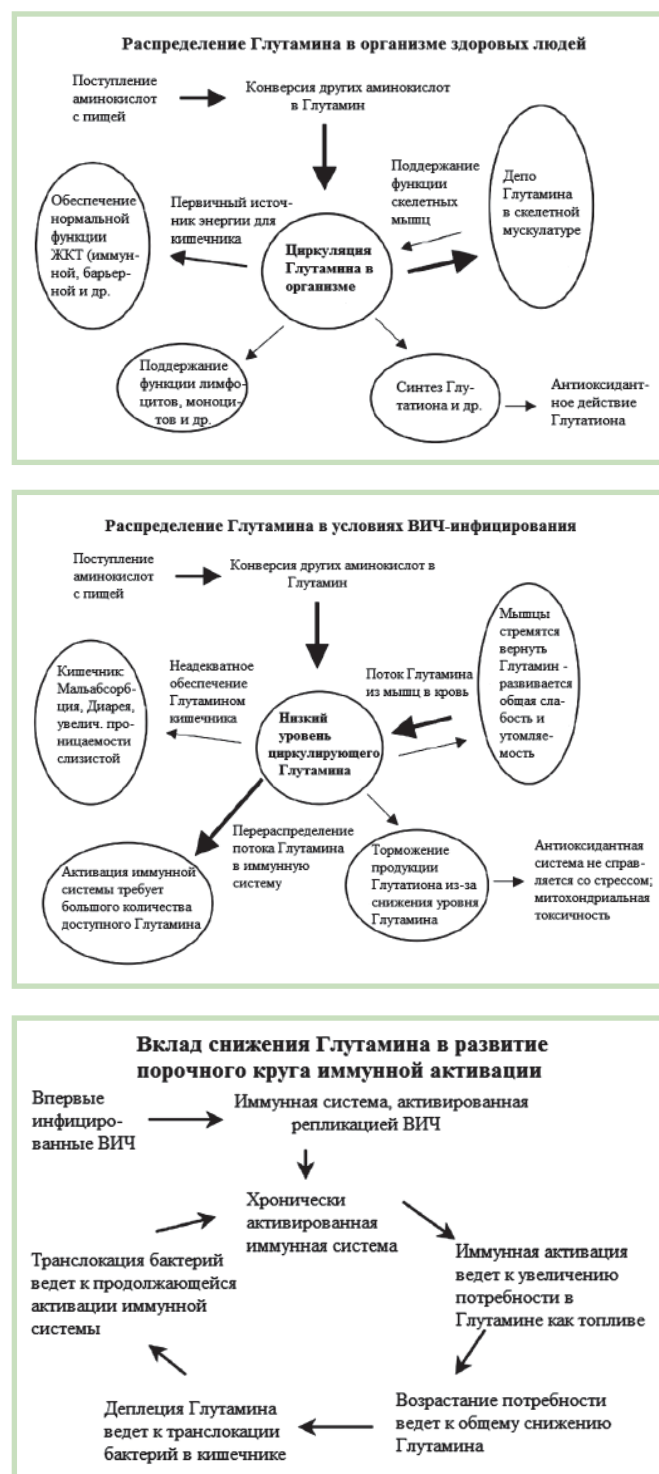 Распределение Глутамина в организме здоровых людей
Поступление
аминокислот
с пищей
Конверсия других аминокислот
в Глутамин
Обеспечение
нормальной
функции
ЖКТ (иммун-
ной, барьер-
ной и др.
Первичный источ-
ник энергии для
кишечника
Циркуляция
Глутамина в
организме
Поддержание
функции
скелетных
мышц
Депо
Глутамина
в скелетной
мускулатуре
Поддержание
функции лимфо-
цитов, моноци-
тов и др.
Синтез Глу-
татиона и др.
Антиоксидант-
ное действие
Глутатиона
Распределение Глутамина в условиях ВИЧ-инфицирования
Поступление
аминокислот
с пищей
Конверсия других аминокислот в
Глутамин
Кишечник:
Мальабсорб-
ция, Диарея,
увелич. про-
ницаемости
слизистой
Неадекватное
обеспечение
Глутамином
кишечника
Низкий
уровень
циркулирующего
Глутамина
Поток Глутамина
из мышц в кровь
Мышцы
стремятся
вернуть
Глутамин -
развивается
общая сла-
бость и
утомляе-
мость
Активация иммунной
системы требует
большого количества
доступного Глутамина
Перераспределение
потока Глутамина
в иммунную
систему
Торможение
продукции
Глутатиона из-за
снижения уровня
Глутамина
Антиоксидантная
система не справ-
ляется со стрессом;
митохондриальная
токсичность
Вклад снижения Глутамина в развитие
порочного круга иммунной активации
Впервые
инфициро-
ванные ВИЧ
Иммунная система, активированная
репликацией ВИЧ
Хронически
активированная
иммунная система
Иммунная активация
ведет к увеличению
потребности в
Глутамине как топливе
Возрастание потребности
ведет к общему снижению
Глутамина
Деплеция Глутамина
ведет к транслокации
бактерий в кишечнике
Транслокация бактерий
ведет к продолжающейся
активации иммунной
системы